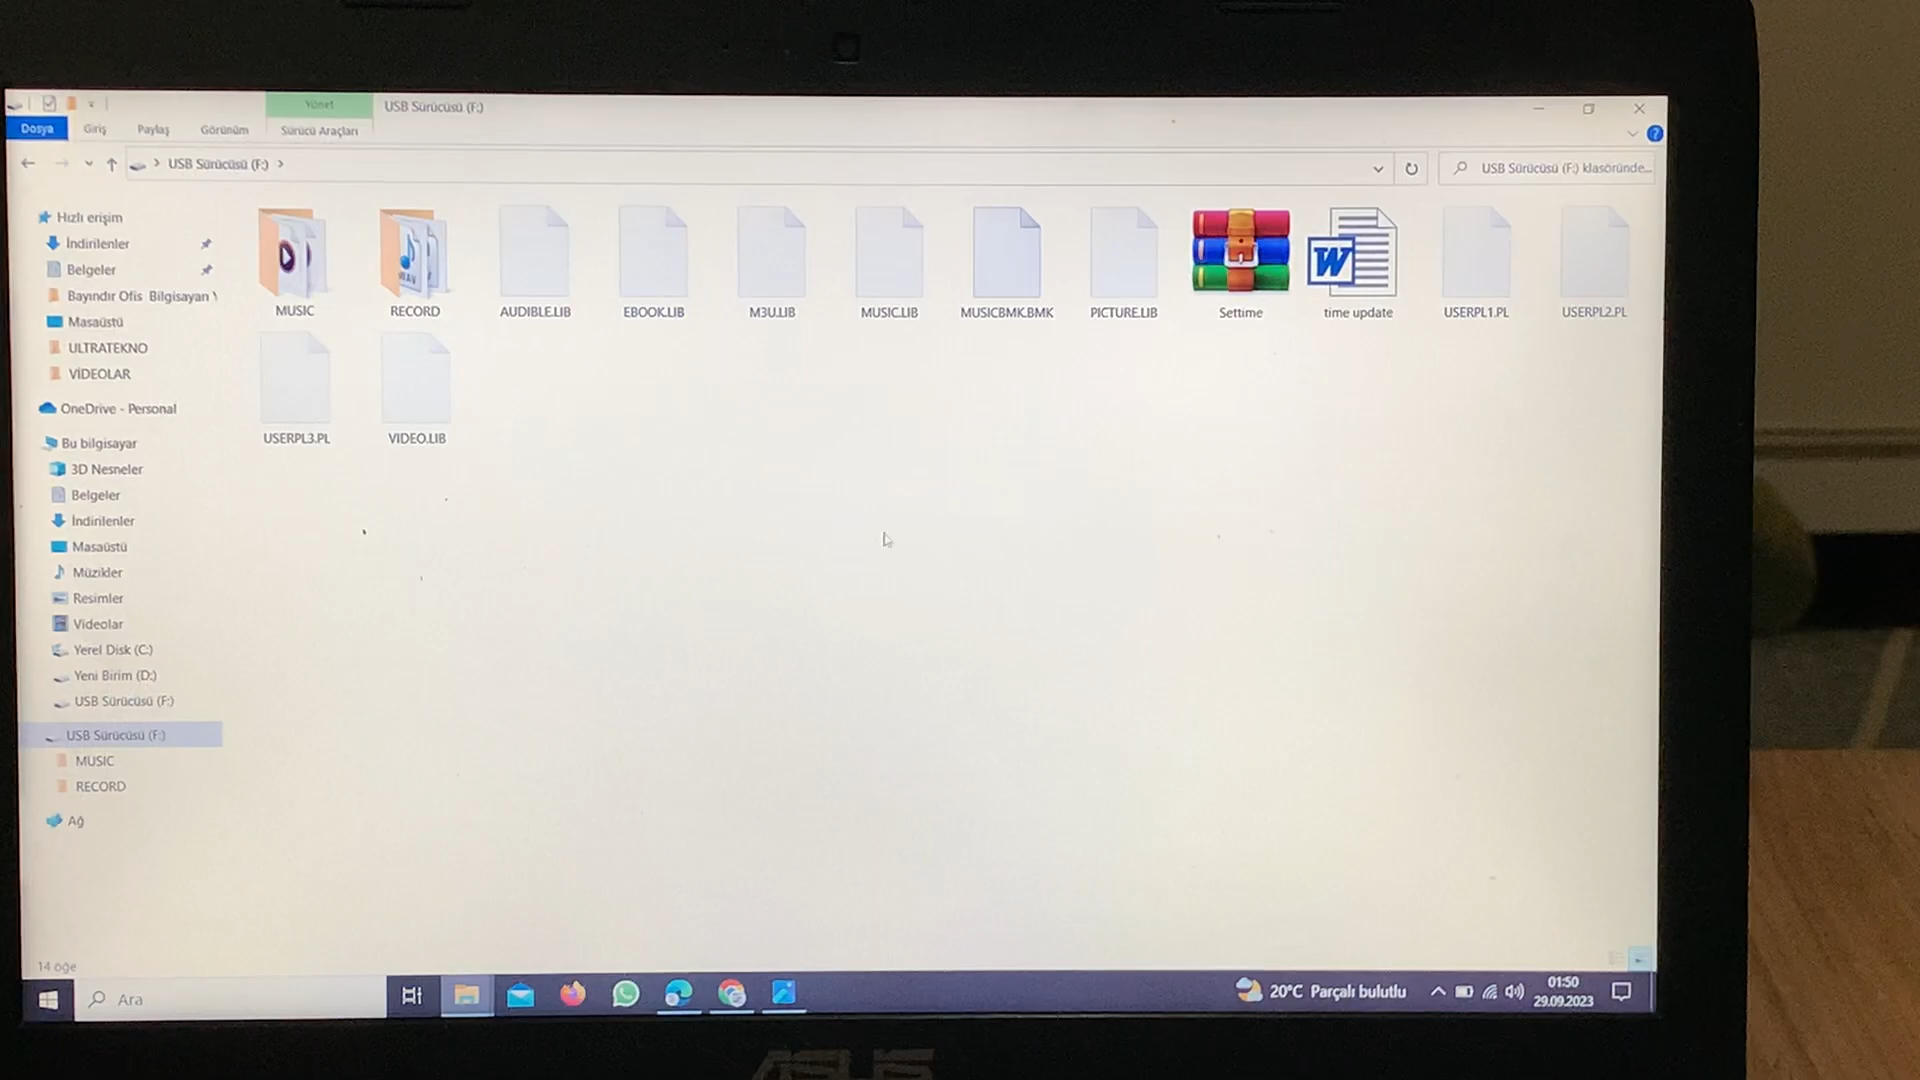 Yönet
USB Sürücüsü (F:)
Dosya
Giriş
Paylaş
Görünüm
Sürücü Araçları
USB Sürücüsü (F:)
USB Sürücüsü (F:) klasöründe...
Hızlı erişim
İndirilenler
Belgeler
Bayındır Ofis Bilgisayarı
Masaüstü
ULTRATEKNO
VİDEOLAR
OneDrive - Personal
Bu bilgisayar
3D Nesneler
Belgeler
İndirilenler
Masaüstü
Müzikler
Resimler
Videolar
Yerel Disk (C:)
Yeni Birim (D:)
USB Sürücüsü (F:)
USB Sürücüsü (F:)
MUSIC
RECORD
Ağ
MUSIC
RECORD
AUDIBLE.LIB
EBOOK.LIB
M3U.LIB
MUSIC.LIB
MUSICBMK.BMK
PICTURE.LIB
Settime
time update
USERPL1.PL
USERPL2.PL
USERPL3.PL
VIDEO.LIB
WAV
W
14 öğe
Ara
20°C Parçalı bulutlu
01:50
29.09.2023
ASUS